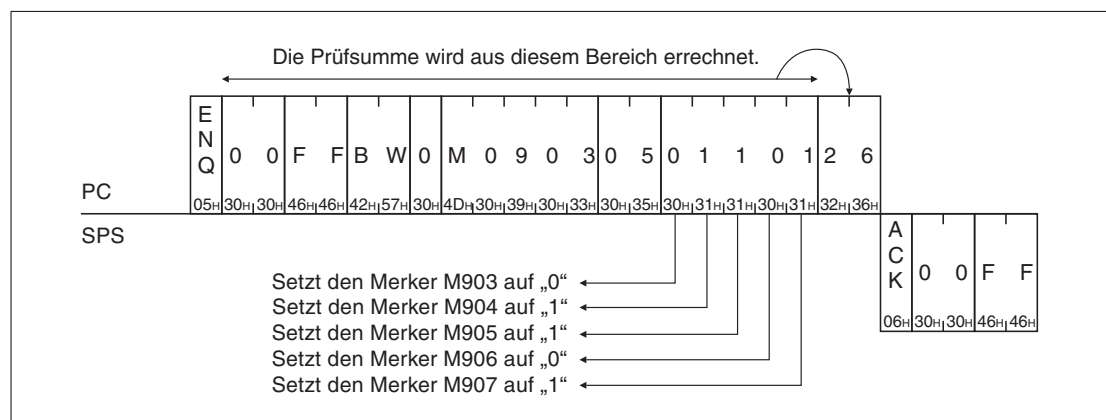 Die Prüfsumme wird aus diesem Bereich errechnet.
ENQ 0 0 F F B W 0 M 0 9 0 3 0 5 0 1 1 0 1 2 6
PC
05H 30H 30H 46H 46H 42H 57H 30H 4DH 30H 39H 30H 33H 30H 35H 30H 31H 31H 30H 31H 32H 36H
SPS
ACK 0 0 F F
06H 30H 30H 46H 46H
Setzt den Merker M903 auf „0“
Setzt den Merker M904 auf „1“
Setzt den Merker M905 auf „1“
Setzt den Merker M906 auf „0“
Setzt den Merker M907 auf „1“